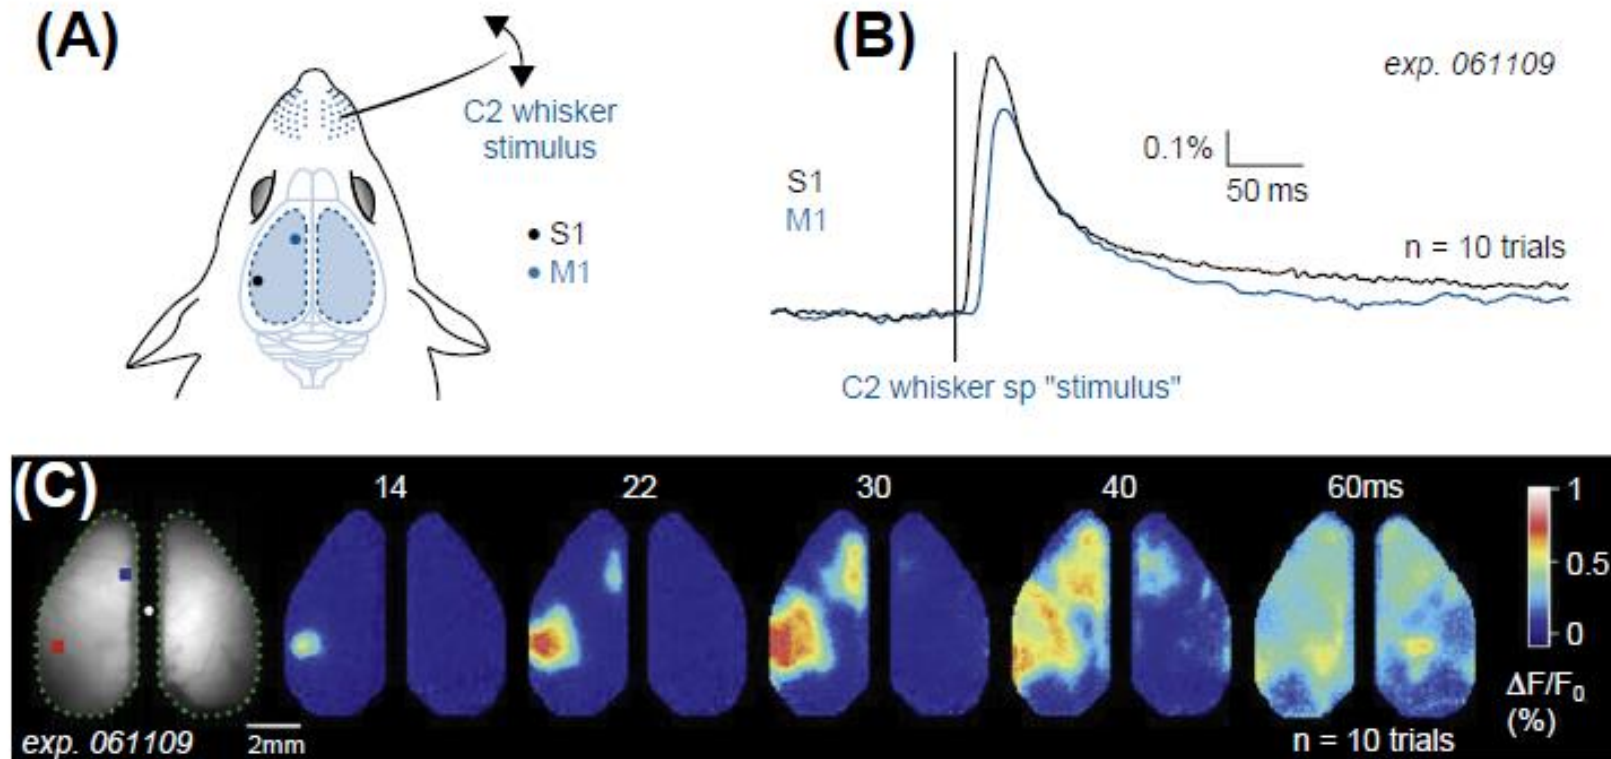 (A)
C2 whisker
stimulus
S1
M1
(B)
exp. 061109
0.1%
50 ms
S1
M1
n = 10 trials
C2 whisker sp "stimulus"
(C)
14 22 30 40 60ms
1
0.5
0
ΔF/F0
(%)
exp. 061109
2mm
n = 10 trials